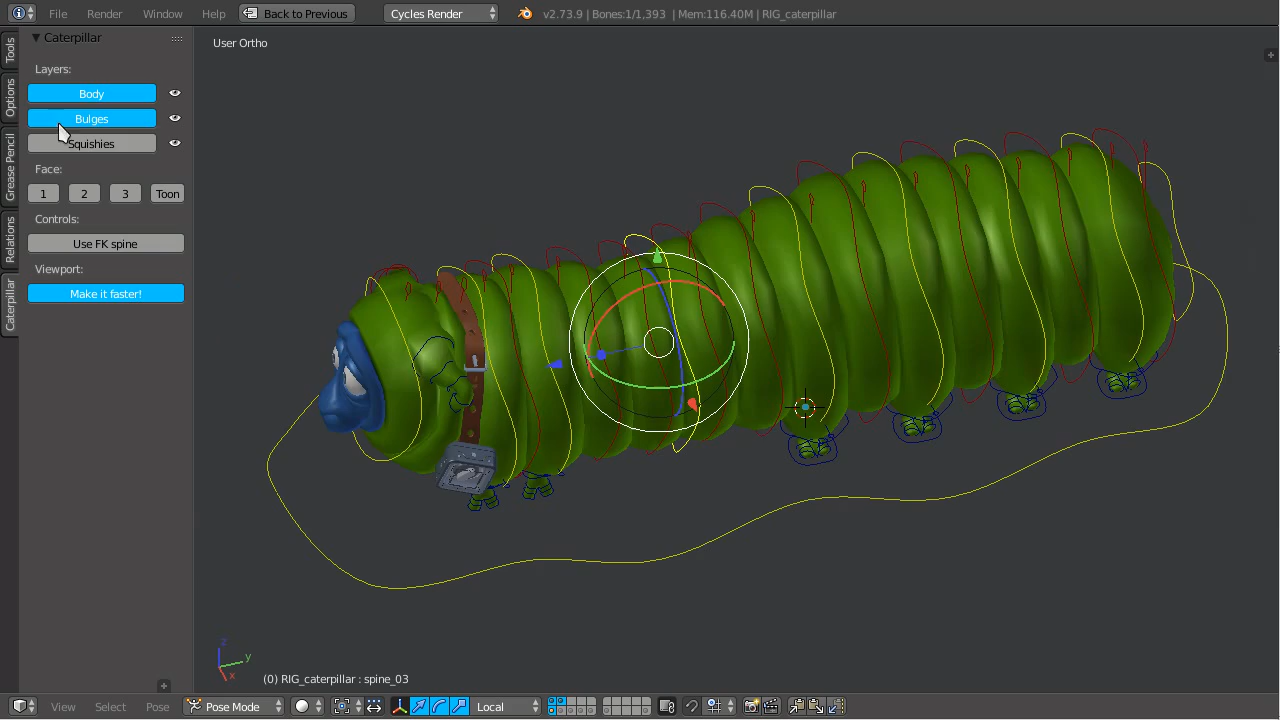 File Render Window Help Back to Previous Cycles Render v2.73.9 | Bones:1/1,393 | Mem:116.40M | RIG_caterpillar
Caterpillar
User Ortho
Layers:
Body
Bulges
Squishies
Face:
1 2 3 Toon
Controls:
Use FK spine
Viewport:
Make it faster!
Tools
Options
Grease Pencil
Relations
Caterpillar
z
y
x
(0) RIG_caterpillar : spine_03
View Select Pose Pose Mode Local